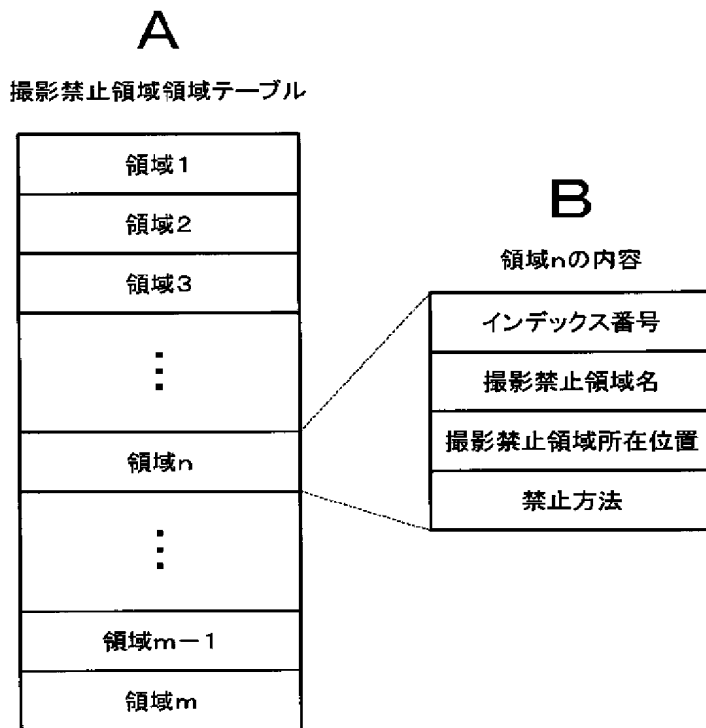 A
撮影禁止領域領域テーブル
領域1
領域2
領域3
⋮
領域n
⋮
領域m－1
領域m
B
領域nの内容
インデックス番号
撮影禁止領域名
撮影禁止領域所在位置
禁止方法